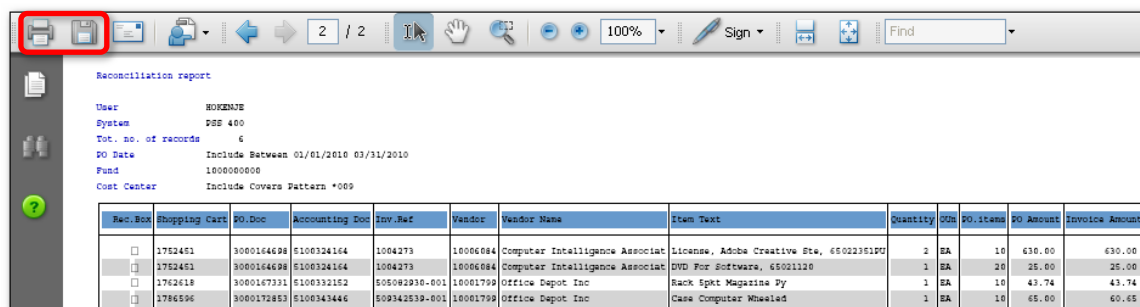 2 / 2 100% Sign Find
Reconciliation report
User HOKENJE
System PSS 400
Tot. no. of records 6
PO Date Include Between 01/01/2010 03/31/2010
Fund 1000000000
Cost Center Include Covers Pattern *009
Rec.Box Shopping Cart PO.Doc Accounting Doc Inv.Ref Vendor Vendor Name Item Text Quantity OUn PO.items PO Amount Invoice Amount
1752451 3000164698 5100324164 1004273 10006084 Computer Intelligence Associat License, Adobe Creative Ste, 65022351PU 2 EA 10 630.00 630.00
1752451 3000164698 5100324164 1004273 10006084 Computer Intelligence Associat DVD For Software, 65021120 1 EA 20 25.00 25.00
1762618 3000167331 5100332152 505082930-001 10001799 Office Depot Inc Rack 5pkt Magazine Py 1 EA 10 43.74 43.74
1786596 3000172853 5100343446 509342539-001 10001799 Office Depot Inc Case Computer Wheeled 1 EA 10 65.00 60.65